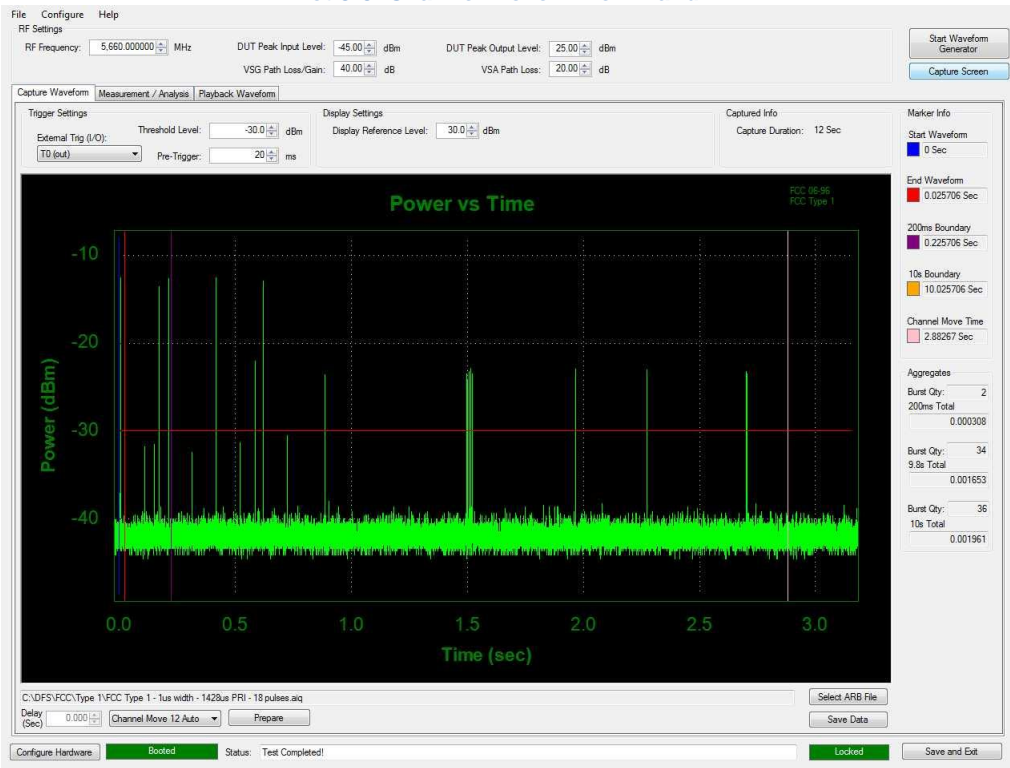 File Configure Help
RF Settings
RF Frequency: 5,660.000000 MHz DUT Peak Input Level: -45.00 dBm DUT Peak Output Level: 25.00 dBm
VSG Path Loss/Gain: 40.00 dB VSA Path Loss: 20.00 dB
Start Waveform Generator
Capture Screen
Capture Waveform Measurement / Analysis Playback Waveform
Trigger Settings
External Trig (I/O):
T0 (out)
Threshold Level: -30.0 dBm
Pre-Trigger: 20 ms
Display Settings
Display Reference Level: 30.0 dBm
Captured Info
Capture Duration: 12 Sec
Power vs Time
FCC 06-96
FCC Type 1
Power (dBm)
-10
-20
-30
-40
0.0 0.5 1.0 1.5 2.0 2.5 3.0
Time (sec)
Marker Info
Start Waveform
0 Sec
End Waveform
0.025706 Sec
200ms Boundary
0.225706 Sec
10s Boundary
10.025706 Sec
Channel Move Time
2.88267 Sec
Aggregates
Burst Qty: 2
200ms Total
0.000308
Burst Qty: 34
9.8s Total
0.001653
Burst Qty: 36
10s Total
0.001961
C:\DFS\FCC\Type 1\FCC Type 1 - 1us width - 1428us PRI - 18 pulses.aiq
Select ARB File
Delay (Sec) 0.000 Channel Move 12 Auto Prepare
Save Data
Configure Hardware Booted Status: Test Completed! Locked Save and Exit